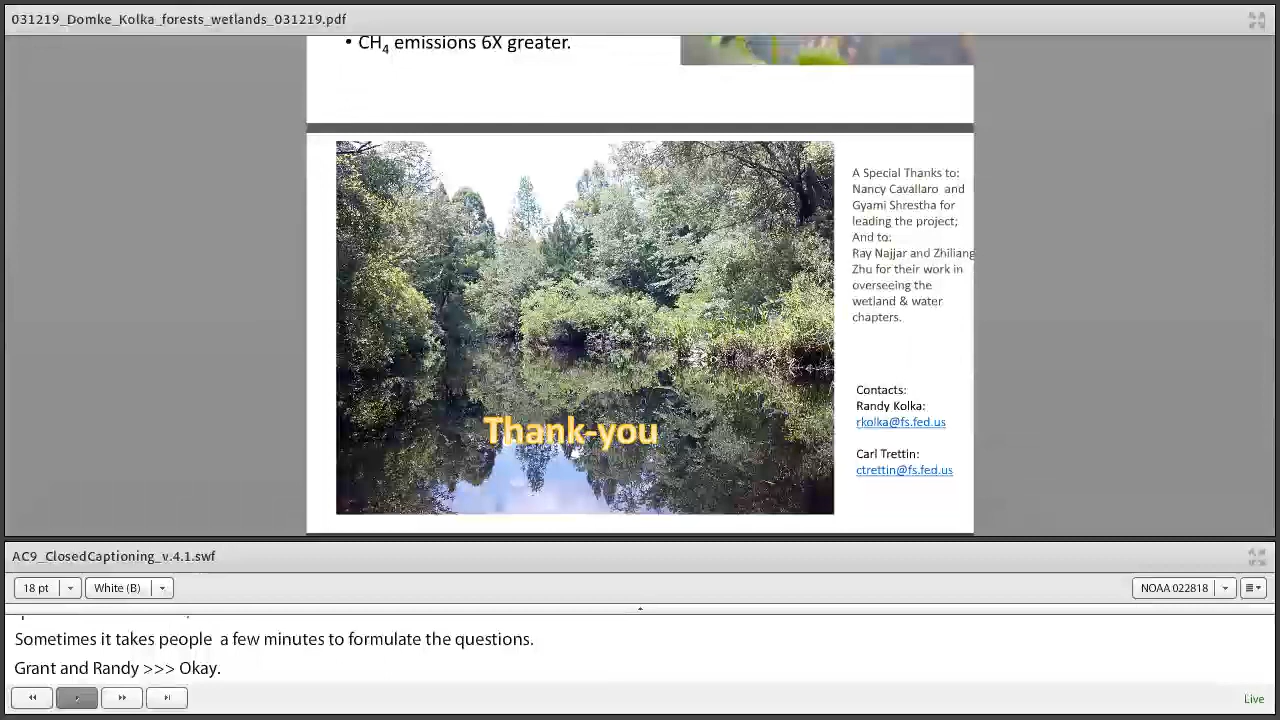 031219_Domke_Kolka_forests_wetlands_031219.pdf
• CH₄ emissions 6X greater.
A Special Thanks to:
Nancy Cavallaro and
Gyami Shrestha for
leading the project;
And to:
Ray Najjar and Zhiliang
Zhu for their work in
overseeing the
wetland & water
chapters.
Thank-you
Contacts:
Randy Kolka:
rkolka@fs.fed.us
Carl Trettin:
ctrettin@fs.fed.us
AC9_ClosedCaptioning_v.4.1.swf
18 pt
White (B)
NOAA 022818
Sometimes it takes people a few minutes to formulate the questions.
Grant and Randy >>> Okay.
Live